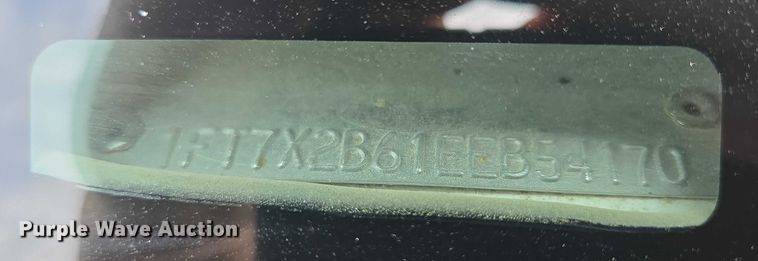 1FT7X2B61EEB54170
Purple Wave Auction